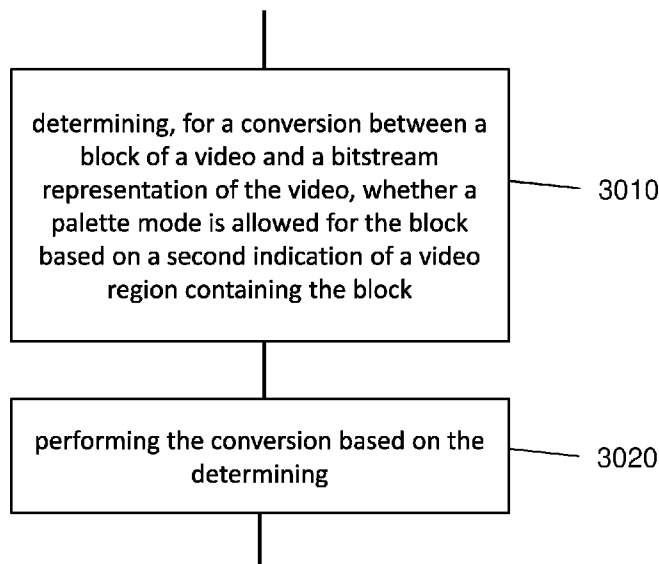 determining, for a conversion between a
block of a video and a bitstream
representation of the video, whether a
palette mode is allowed for the block
based on a second indication of a video
region containing the block
3010
performing the conversion based on the
determining
3020